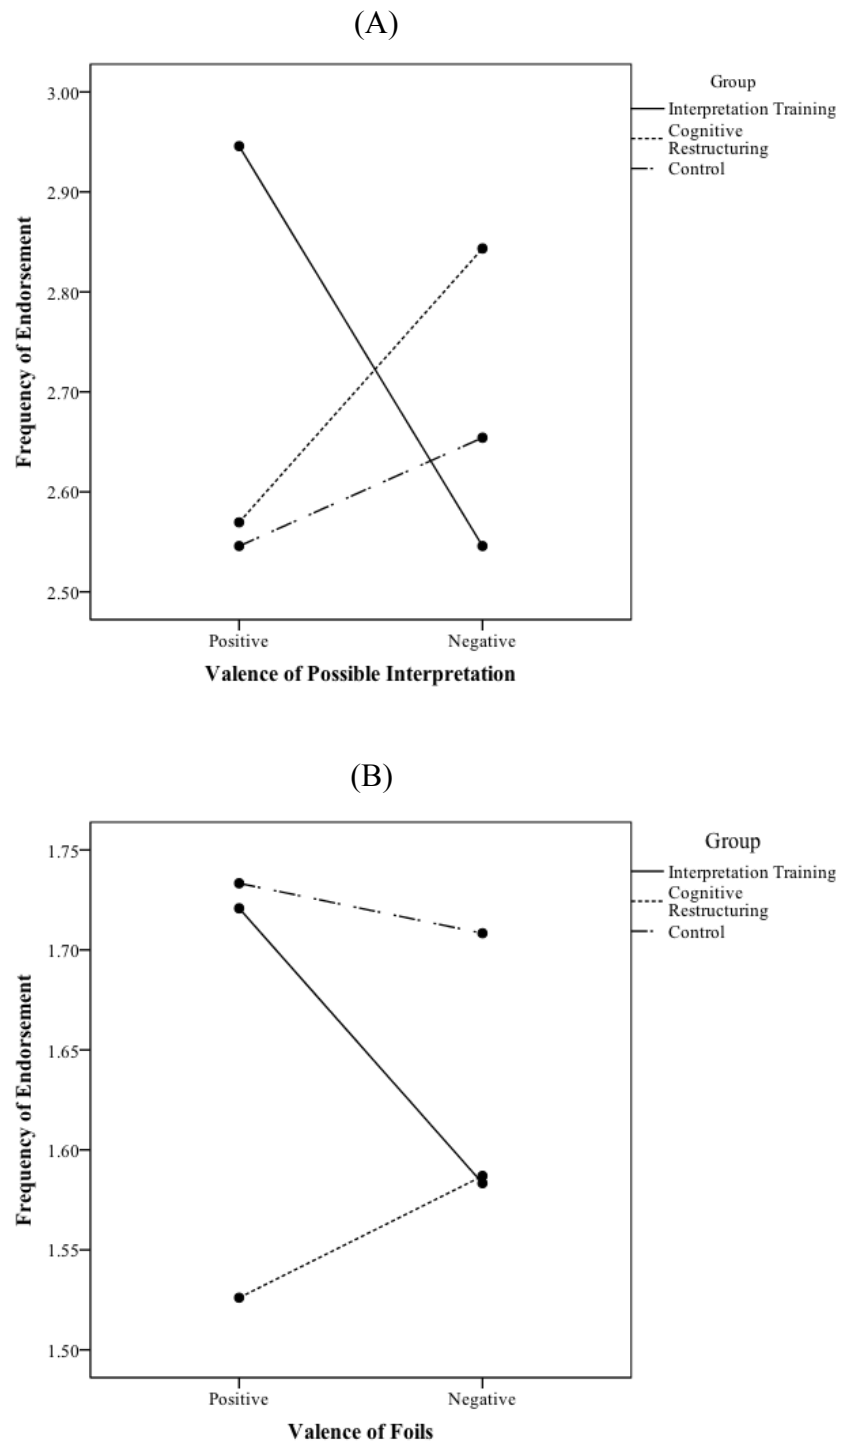 (A)
Group
Interpretation Training
Cognitive
Restructuring
Control
3.00
2.90
2.80
2.70
2.60
2.50
Frequency of Endorsement
Positive
Negative
Valence of Possible Interpretation
(B)
Group
Interpretation Training
Cognitive
Restructuring
Control
1.75
1.70
1.65
1.60
1.55
1.50
Frequency of Endorsement
Positive
Negative
Valence of Foils